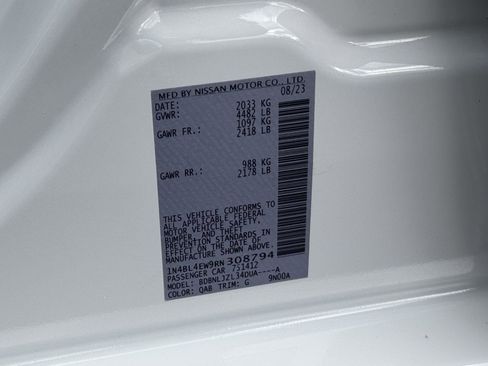 MFD BY NISSAN MOTOR CO., LTD.
DATE: 08/23
GVWR: 2033 KG
4482 LB
GAWR FR.: 1097 KG
2418 LB
GAWR RR.: 988 KG
2178 LB
THIS VEHICLE CONFORMS TO
ALL APPLICABLE FEDERAL
MOTOR VEHICLE SAFETY,
BUMPER, AND THEFT
PREVENTION STANDARDS IN
EFFECT ON THE DATE OF
MANUFACTURE SHOWN ABOVE.
1N4BL4EW9RN308794
PASSENGER CAR 751412
MODEL: BDBNLJZL34DUA----A
COLOR: QAB TRIM: G 9N00A